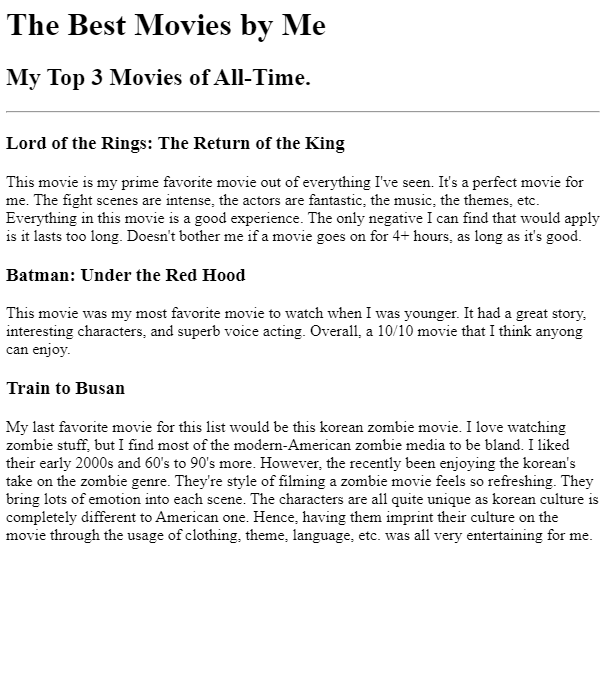 The Best Movies by Me
My Top 3 Movies of All-Time.
Lord of the Rings: The Return of the King
This movie is my prime favorite movie out of everything I've seen. It's a perfect movie for
me. The fight scenes are intense, the actors are fantastic, the music, the themes, etc.
Everything in this movie is a good experience. The only negative I can find that would apply
is it lasts too long. Doesn't bother me if a movie goes on for 4+ hours, as long as it's good.
Batman: Under the Red Hood
This movie was my most favorite movie to watch when I was younger. It had a great story,
interesting characters, and superb voice acting. Overall, a 10/10 movie that I think anyong
can enjoy.
Train to Busan
My last favorite movie for this list would be this korean zombie movie. I love watching
zombie stuff, but I find most of the modern-American zombie media to be bland. I liked
their early 2000s and 60's to 90's more. However, the recently been enjoying the korean's
take on the zombie genre. They're style of filming a zombie movie feels so refreshing. They
bring lots of emotion into each scene. The characters are all quite unique as korean culture is
completely different to American one. Hence, having them imprint their culture on the
movie through the usage of clothing, theme, language, etc. was all very entertaining for me.